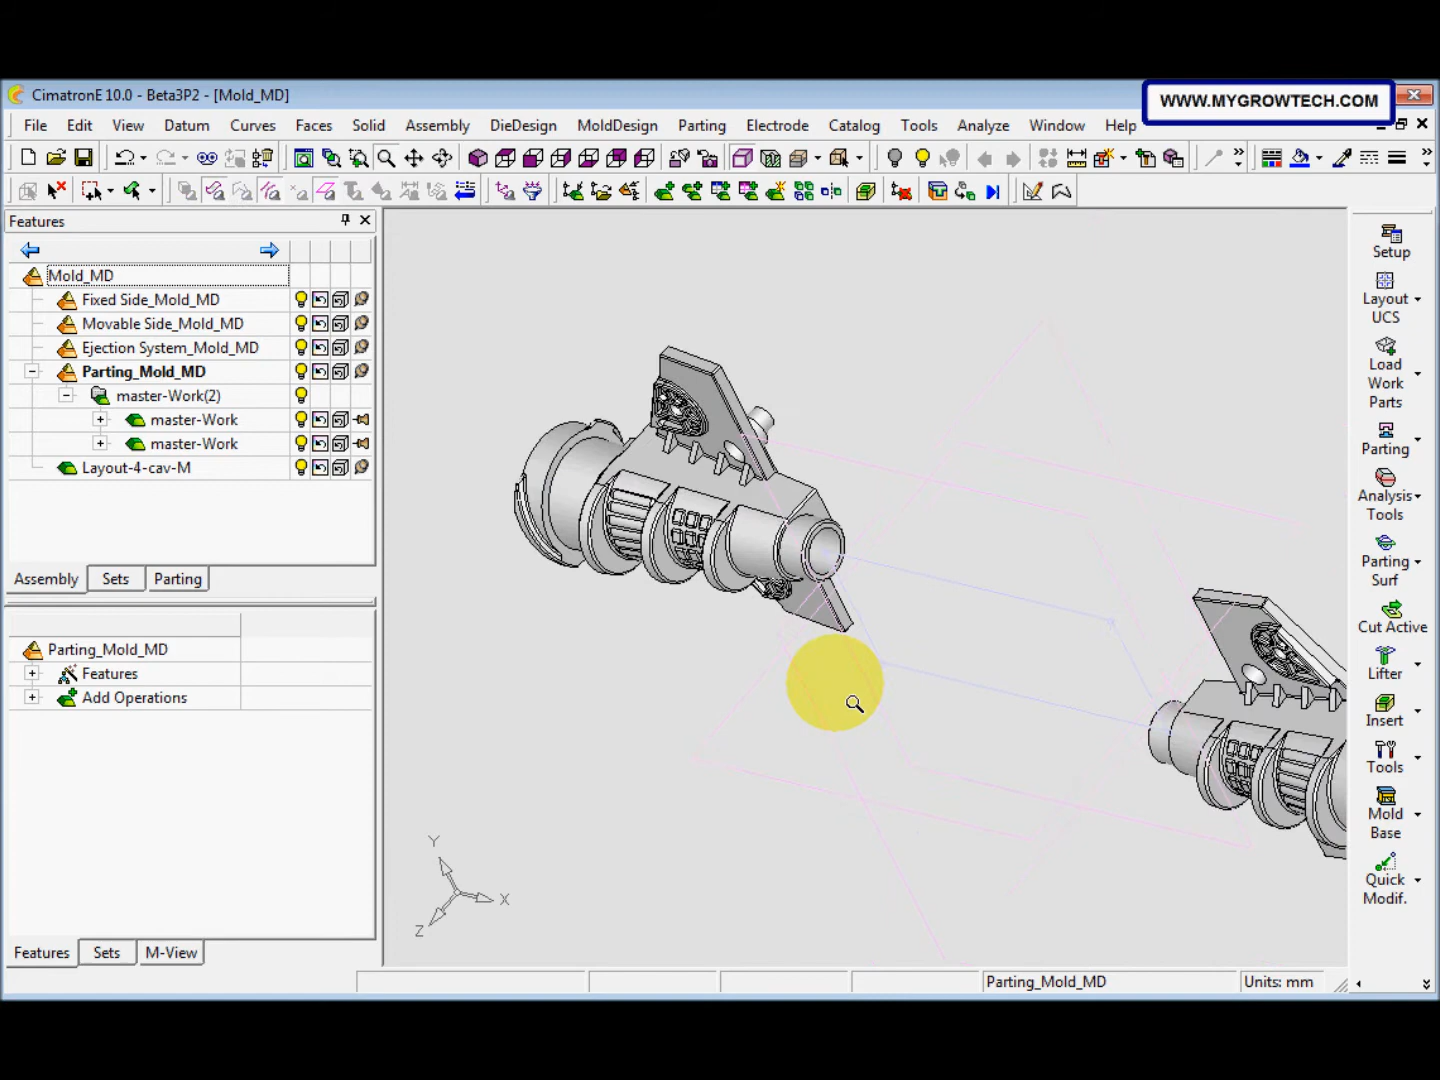 CimatronE 10.0 - Beta3P2 - [Mold_MD]
WWW.MYGROWTECH.COM
File Edit View Datum Curves Faces Solid Assembly DieDesign MoldDesign Parting Electrode Catalog Tools Analyze Window Help
Features
Mold_MD
Fixed Side_Mold_MD
Movable Side_Mold_MD
Ejection System_Mold_MD
Parting_Mold_MD
master-Work(2)
master-Work
master-Work
Layout-4-cav-M
Assembly Sets Parting
Parting_Mold_MD
Features
Add Operations
Features Sets M-View
Y
X
Z
Setup
Layout
UCS
Load
Work
Parts
Parting
Analysis
Tools
Parting
Surf
Cut Active
Lifter
Insert
Tools
Mold
Base
Quick
Modif.
Parting_Mold_MD
Units: mm